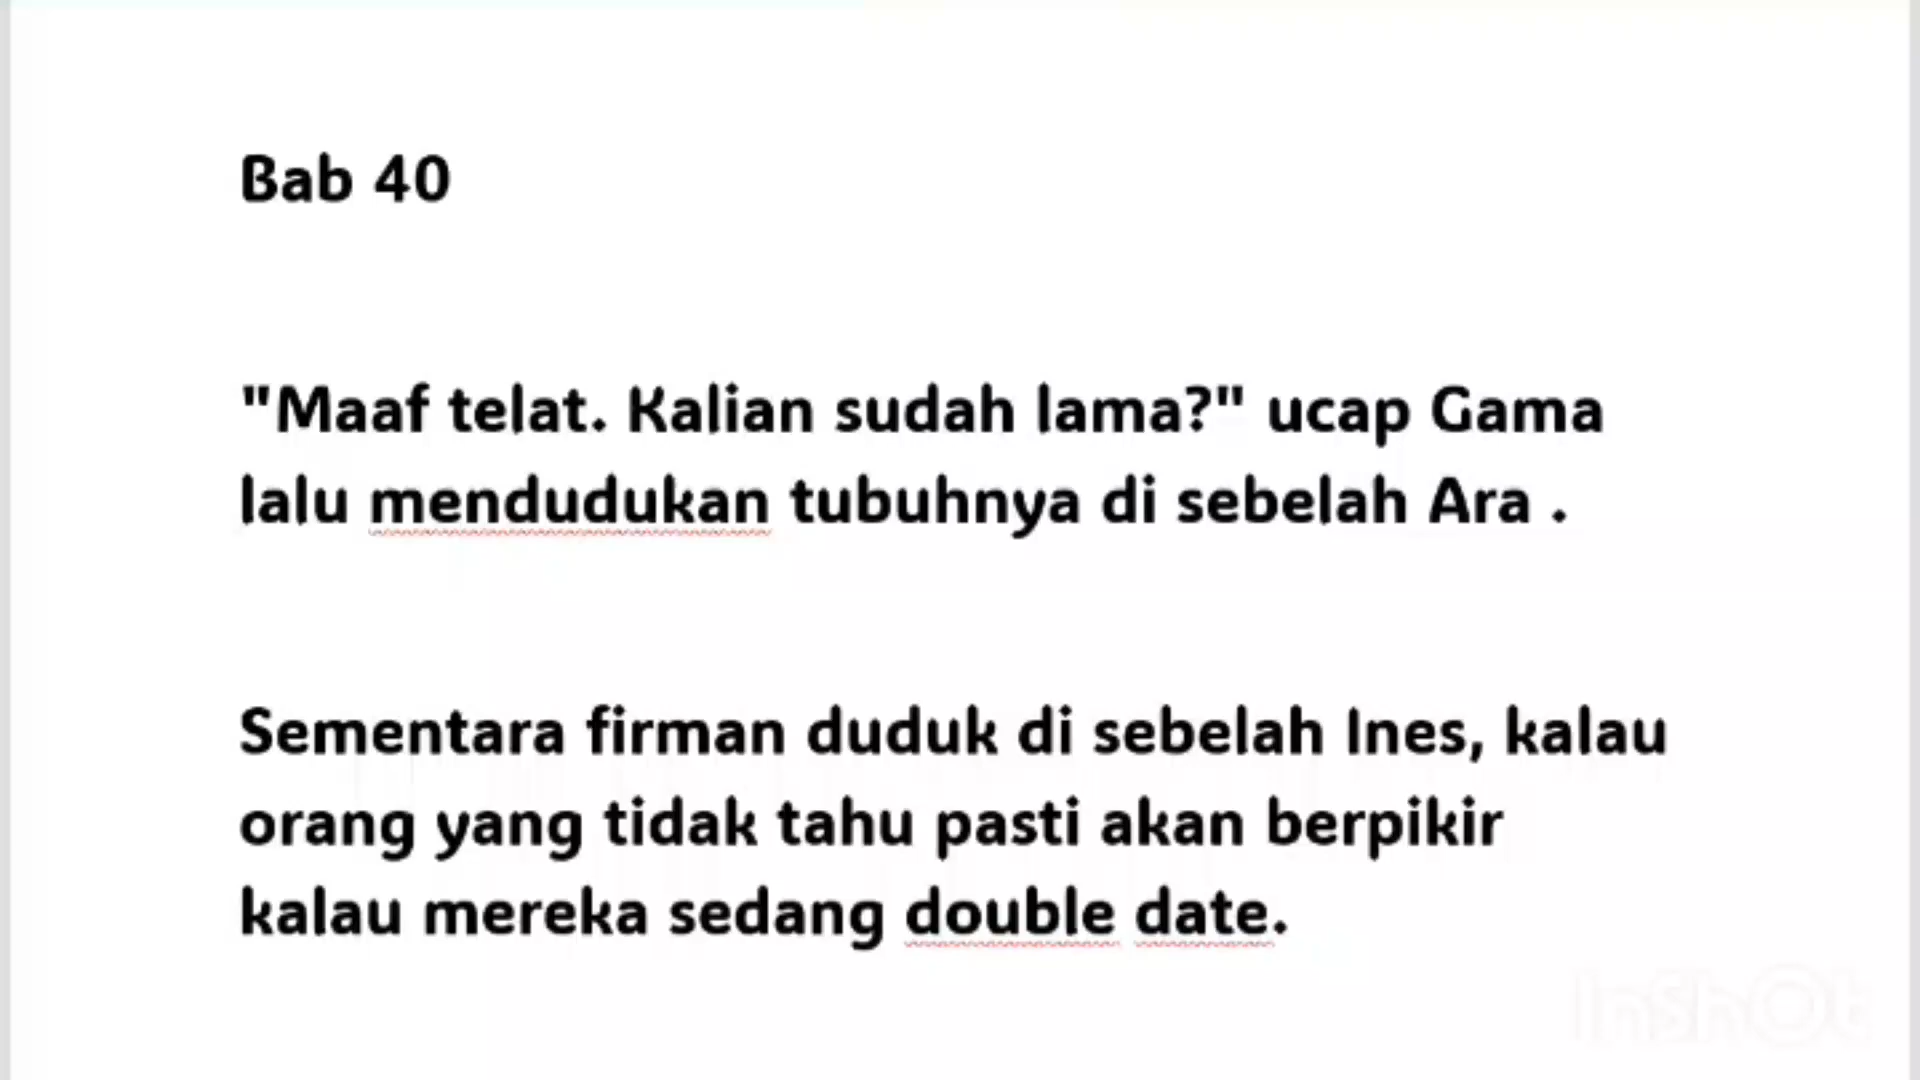 Bab 40
"Maaf telat. Kalian sudah lama?" ucap Gama
lalu mendudukan tubuhnya di sebelah Ara .
Sementara firman duduk di sebelah Ines, kalau
orang yang tidak tahu pasti akan berpikir
kalau mereka sedang double date.
InShOt